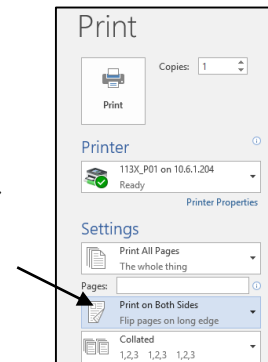 Print
Copies: 1
Print
Printer
113X_P01 on 10.6.1.204
Ready
Printer Properties
Settings
Print All Pages
The whole thing
Pages:
Print on Both Sides
Flip pages on long edge
Collated
1,2,3 1,2,3 1,2,3